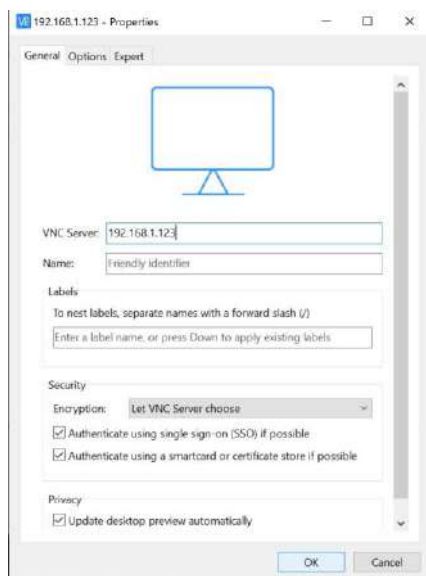 VR 192.168.1.123 - Properties
General Options Expert
VNC Server: 192.168.1.123
Name: Friendly identifier
Labels
To nest labels, separate names with a forward slash (/)
Enter a label name, or press Down to apply existing labels
Security
Encryption: Let VNC Server choose
Authenticate using single sign-on (SSO) if possible
Authenticate using a smartcard or certificate store if possible
Privacy
Update desktop preview automatically
OK Cancel